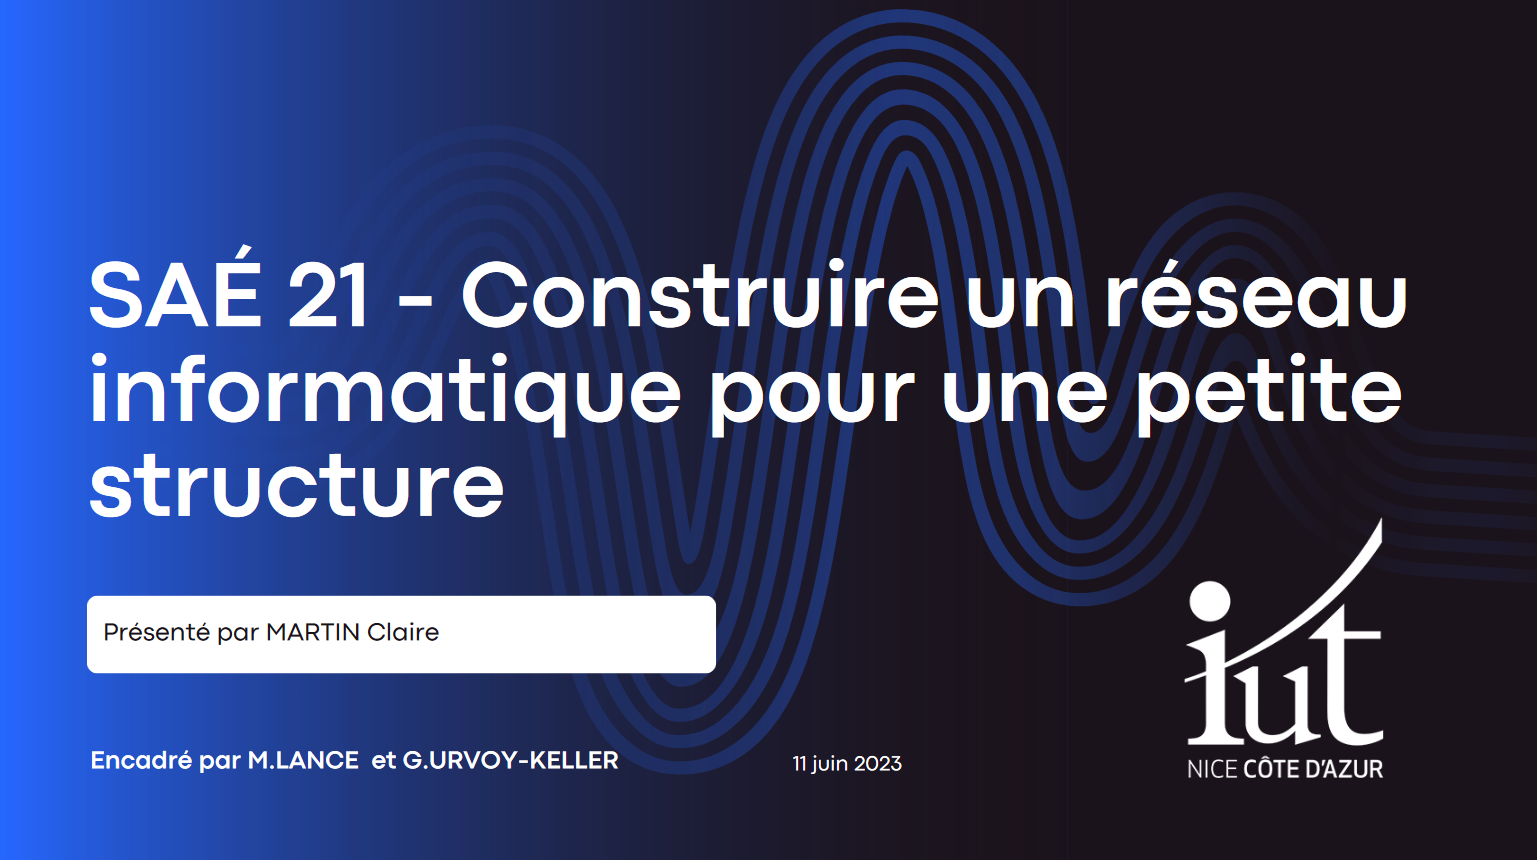 SAÉ 21 - Construire un réseau
informatique pour une petite
structure
Présenté par MARTIN Claire
Encadré par M.LANCE  et G.URVOY-KELLER
11 juin 2023
iut
NICE CÔTE D'AZUR